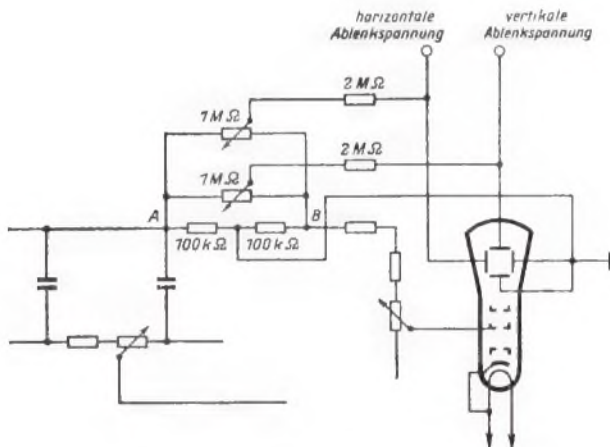 horizontale
Ablenkspannung
vertikale
Ablenkspannung
2 MΩ
1 MΩ
2 MΩ
1 MΩ
A
B
100 kΩ
100 kΩ